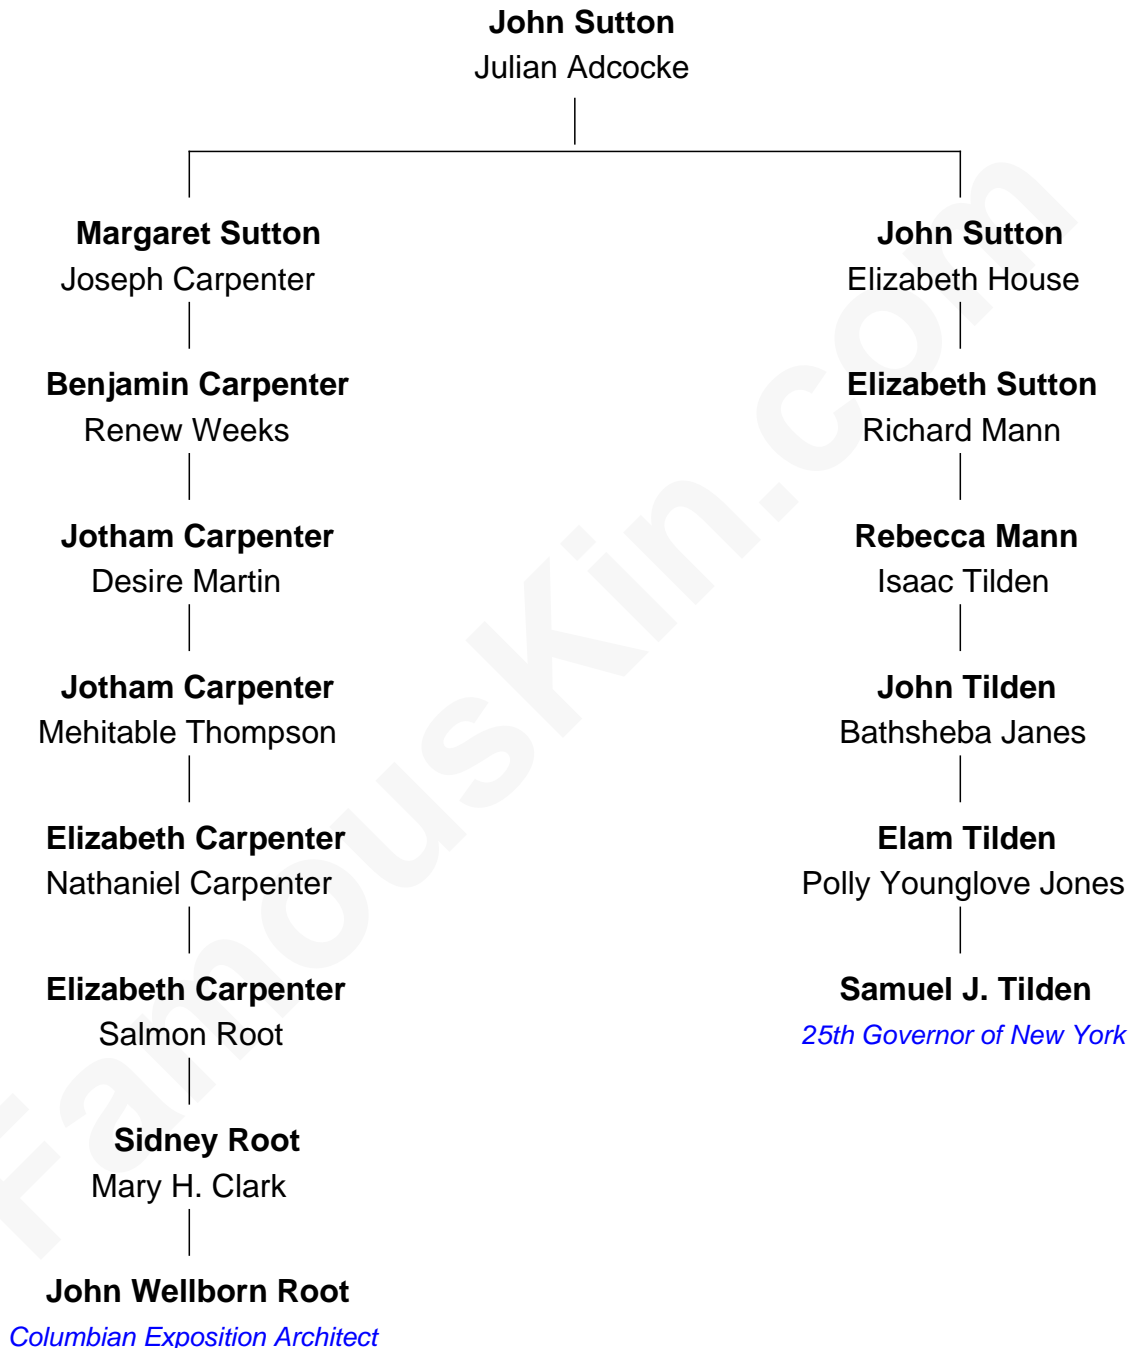 John Sutton
Julian Adcocke
Margaret Sutton
Joseph Carpenter
Benjamin Carpenter
Renew Weeks
Jotham Carpenter
Desire Martin
Jotham Carpenter
Mehitable Thompson
Elizabeth Carpenter
Nathaniel Carpenter
Elizabeth Carpenter
Salmon Root
Sidney Root
Mary H. Clark
John Wellborn Root
Columbian Exposition Architect
John Sutton
Elizabeth House
Elizabeth Sutton
Richard Mann
Rebecca Mann
Isaac Tilden
John Tilden
Bathsheba Janes
Elam Tilden
Polly Younglove Jones
Samuel J. Tilden
25th Governor of New York
FamousKin.com